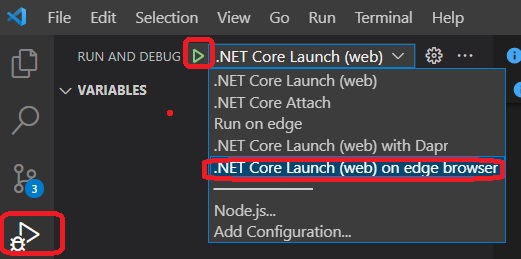 File Edit Selection View Go Run Terminal Help
RUN AND DEBUG .NET Core Launch (web)
VARIABLES
.NET Core Launch (web)
.NET Core Attach
Run on edge
.NET Core Launch (web) with Dapr
.NET Core Launch (web) on edge browser
Node.js...
Add Configuration...
3